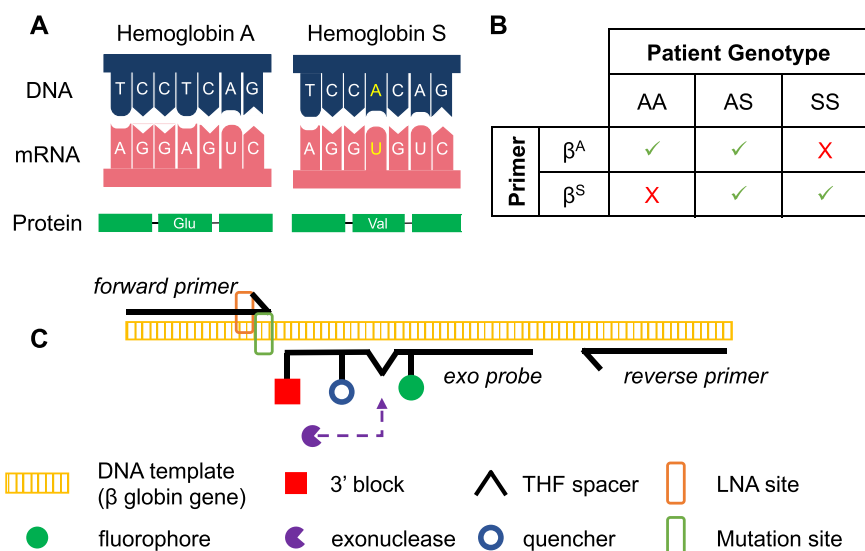 A
Hemoglobin A
Hemoglobin S
DNA
T C C T C A G
T C C A C A G
mRNA
A G G A G U C
A G G U G U C
Protein
Glu
Val
B
Patient Genotype
AA
AS
SS
Primer
βᴬ
✓
✓
X
βˢ
X
✓
✓
C
forward primer
exo probe
reverse primer
DNA template
(β globin gene)
3’ block
THF spacer
LNA site
fluorophore
exonuclease
quencher
Mutation site